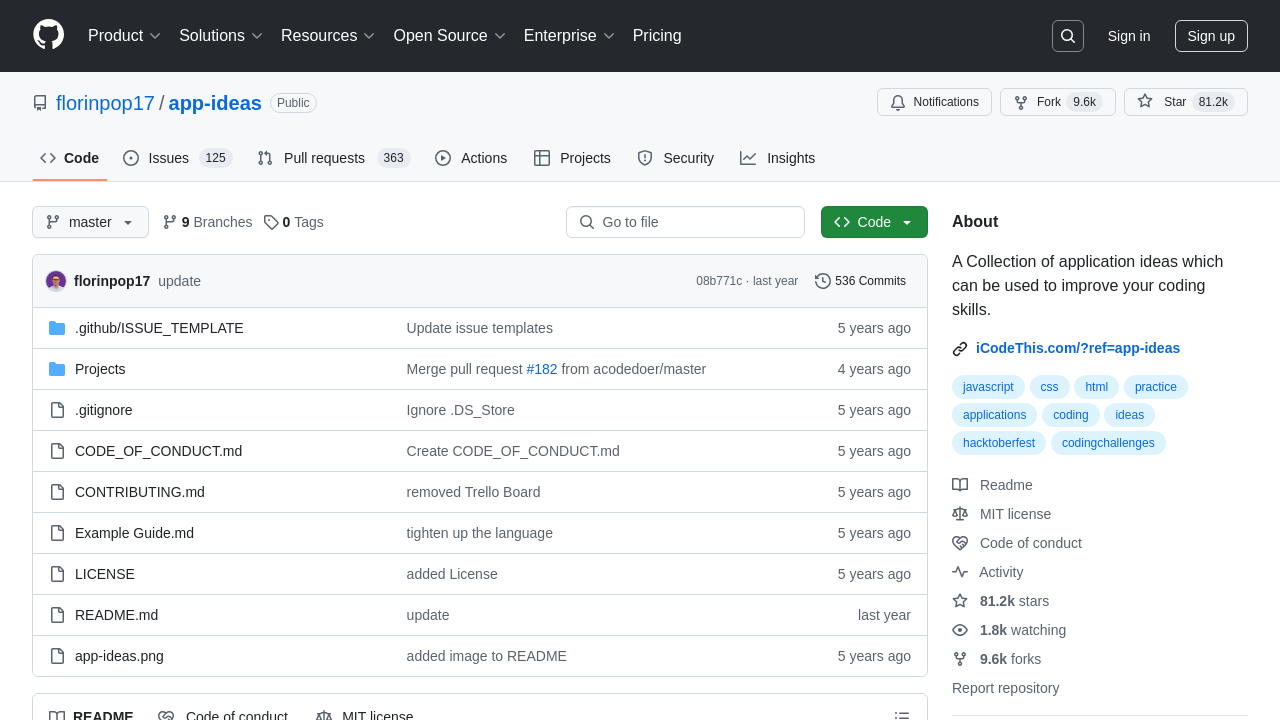 Product Solutions Resources Open Source Enterprise Pricing Sign in Sign up
florinpop17 / app-ideas Public Notifications Fork 9.6k Star 81.2k
Code Issues 125 Pull requests 363 Actions Projects Security Insights
master 9 Branches 0 Tags Go to file Code
florinpop17 update 08b771c · last year 536 Commits
.github/ISSUE_TEMPLATE Update issue templates 5 years ago
Projects Merge pull request #182 from acodedoer/master 4 years ago
.gitignore Ignore .DS_Store 5 years ago
CODE_OF_CONDUCT.md Create CODE_OF_CONDUCT.md 5 years ago
CONTRIBUTING.md removed Trello Board 5 years ago
Example Guide.md tighten up the language 5 years ago
LICENSE added License 5 years ago
README.md update last year
app-ideas.png added image to README 5 years ago
README Code of conduct MIT license
About
A Collection of application ideas which
can be used to improve your coding
skills.
iCodeThis.com/?ref=app-ideas
javascript css html practice
applications coding ideas
hacktoberfest codingchallenges
Readme
MIT license
Code of conduct
Activity
81.2k stars
1.8k watching
9.6k forks
Report repository